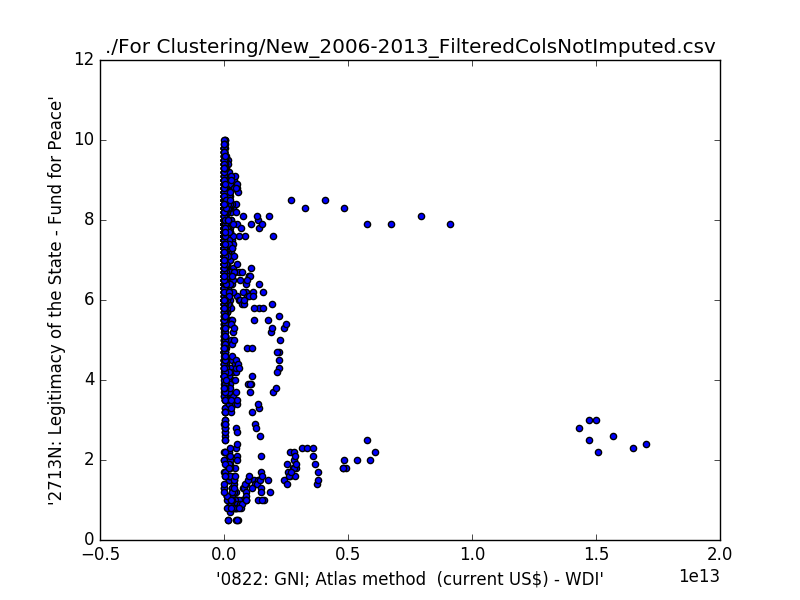 ./For Clustering/New_2006-2013_FilteredColsNotImputed.csv
12
10
8
6
4
2
0
'2713N: Legitimacy of the State - Fund for Peace'
−0.5 0.0 0.5 1.0 1.5 2.0
1e13
'0822: GNI; Atlas method  (current US$) - WDI'